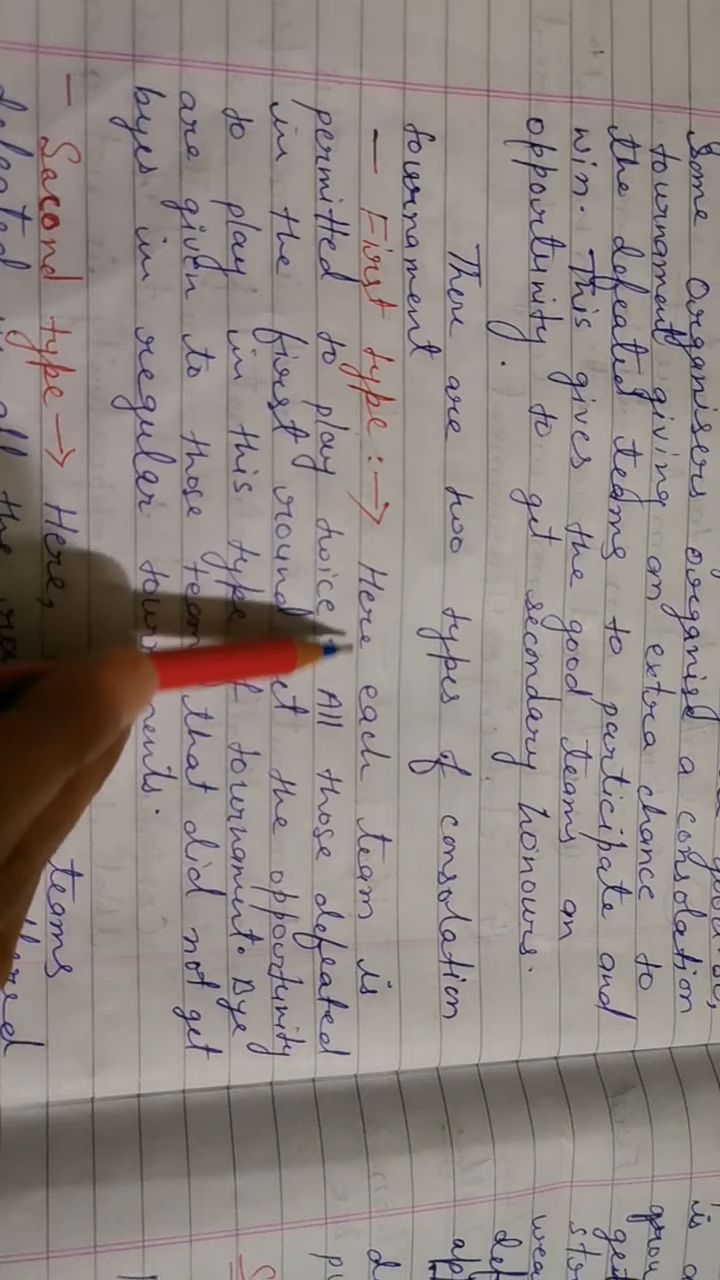 Some organisers organise a consolation
tournament giving an extra chance to
the defeated teams to participate and
win. This gives the good teams an
opportunity to get secondary honours.
There are two types of consolation
tournament
- First type :→ Here each team is
permitted to play twice. All those defeated
in the first round get the opportunity
to play in this type of tournament. Bye
are given to those team that did not get
byes in regular tournaments.
- Second type → Here, teams
defeated in all the